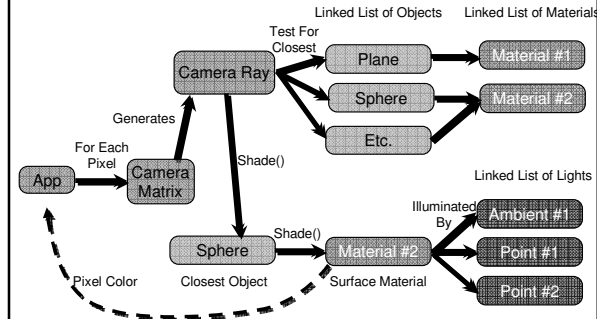 Linked List of Objects
Linked List of Materials
Test For
Closest
Plane
Material #1
Camera Ray
Sphere
Material #2
Generates
Etc.
For Each
Pixel
Shade()
App
Camera
Matrix
Linked List of Lights
Illuminated
By
Ambient #1
Shade()
Sphere
Material #2
Point #1
Pixel Color
Closest Object
Surface Material
Point #2